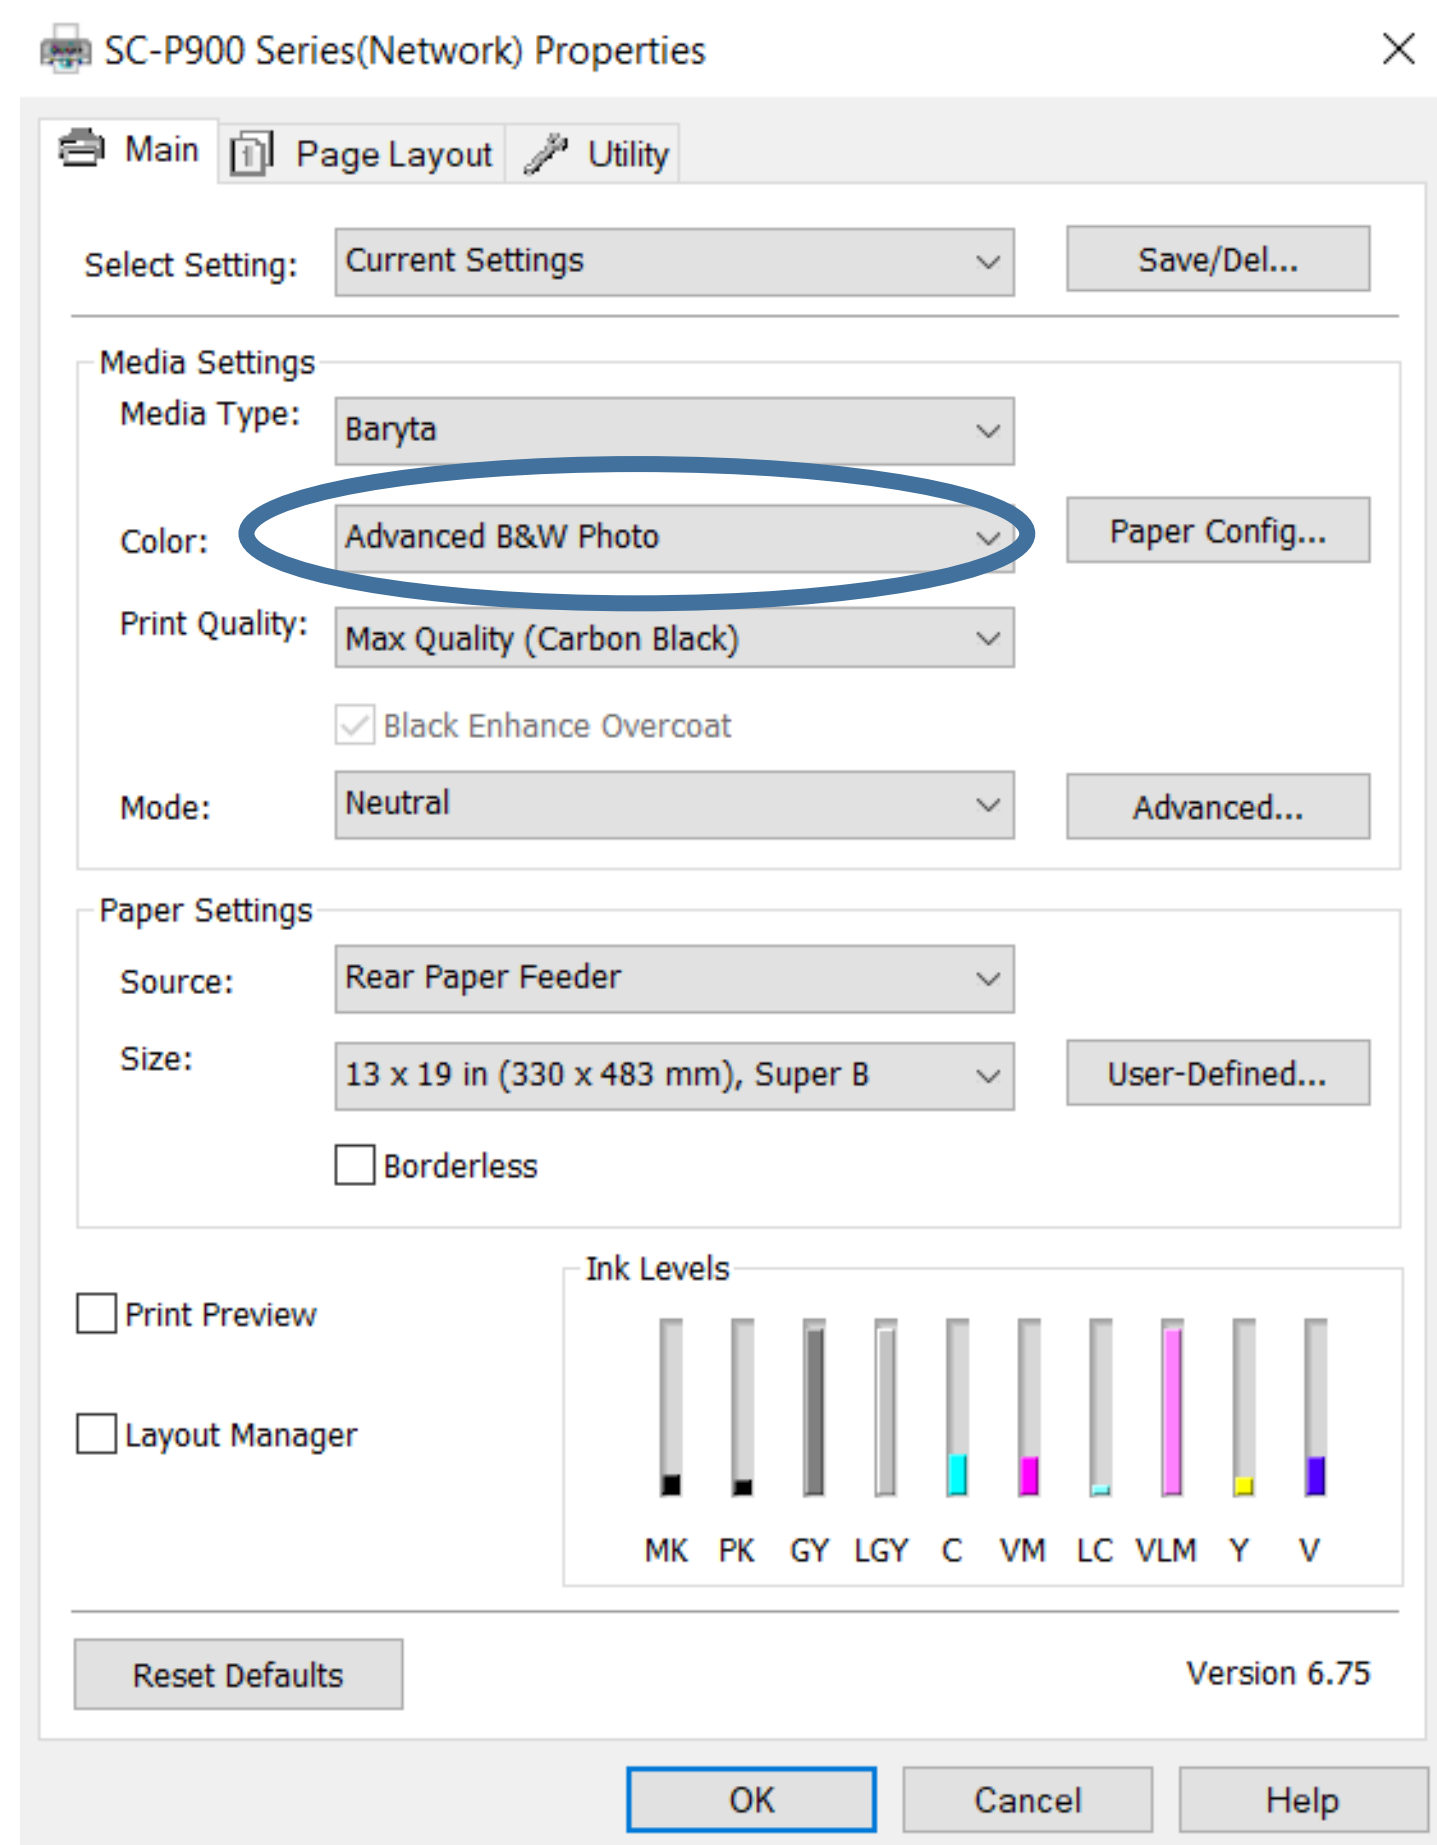 SC-P900 Series(Network) Properties
Main Page Layout Utility
Select Setting: Current Settings Save/Del...
Media Settings
Media Type: Baryta
Color: Advanced B&W Photo Paper Config...
Print Quality: Max Quality (Carbon Black)
Black Enhance Overcoat
Mode: Neutral Advanced...
Paper Settings
Source: Rear Paper Feeder
Size: 13 x 19 in (330 x 483 mm), Super B User-Defined...
Borderless
Ink Levels
Print Preview
Layout Manager
MK PK GY LGY C VM LC VLM Y V
Reset Defaults Version 6.75
OK Cancel Help